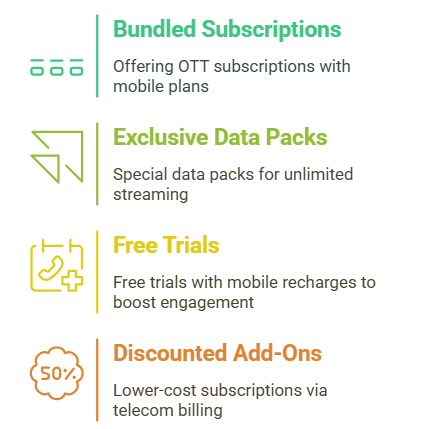 Bundled Subscriptions
Offering OTT subscriptions with
mobile plans
Exclusive Data Packs
Special data packs for unlimited
streaming
Free Trials
Free trials with mobile recharges to
boost engagement
50%
Discounted Add-Ons
Lower-cost subscriptions via
telecom billing